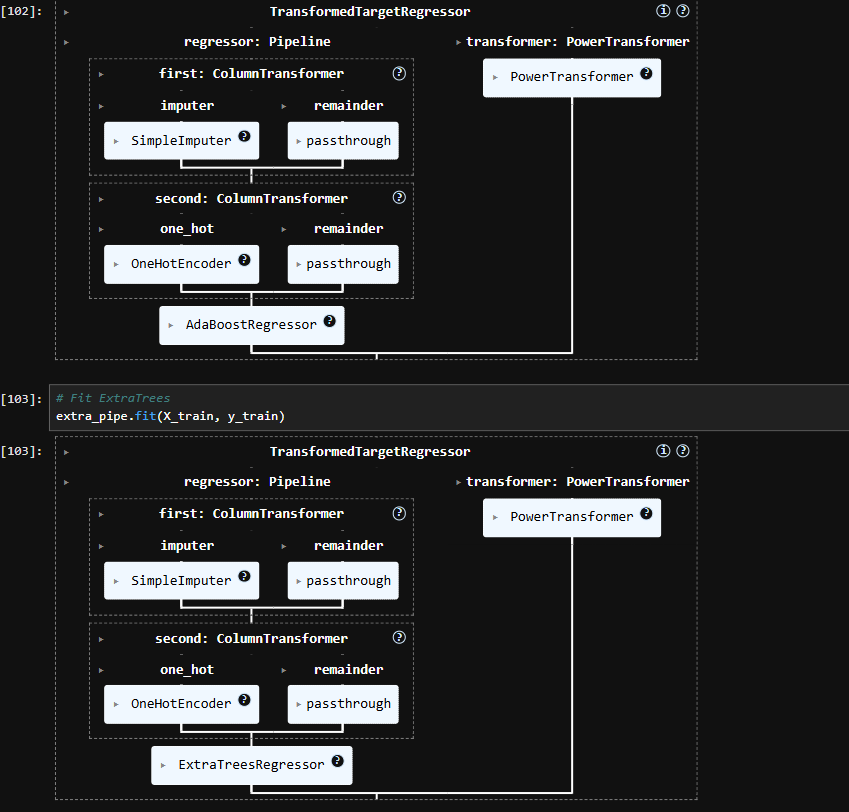 [102]:
TransformedTargetRegressor
regressor: Pipeline
transformer: PowerTransformer
first: ColumnTransformer
PowerTransformer
imputer
remainder
SimpleImputer
passthrough
second: ColumnTransformer
one_hot
remainder
OneHotEncoder
passthrough
AdaBoostRegressor
[103]:
# Fit ExtraTrees
extra_pipe.fit(X_train, y_train)
[103]:
TransformedTargetRegressor
regressor: Pipeline
transformer: PowerTransformer
first: ColumnTransformer
PowerTransformer
imputer
remainder
SimpleImputer
passthrough
second: ColumnTransformer
one_hot
remainder
OneHotEncoder
passthrough
ExtraTreesRegressor